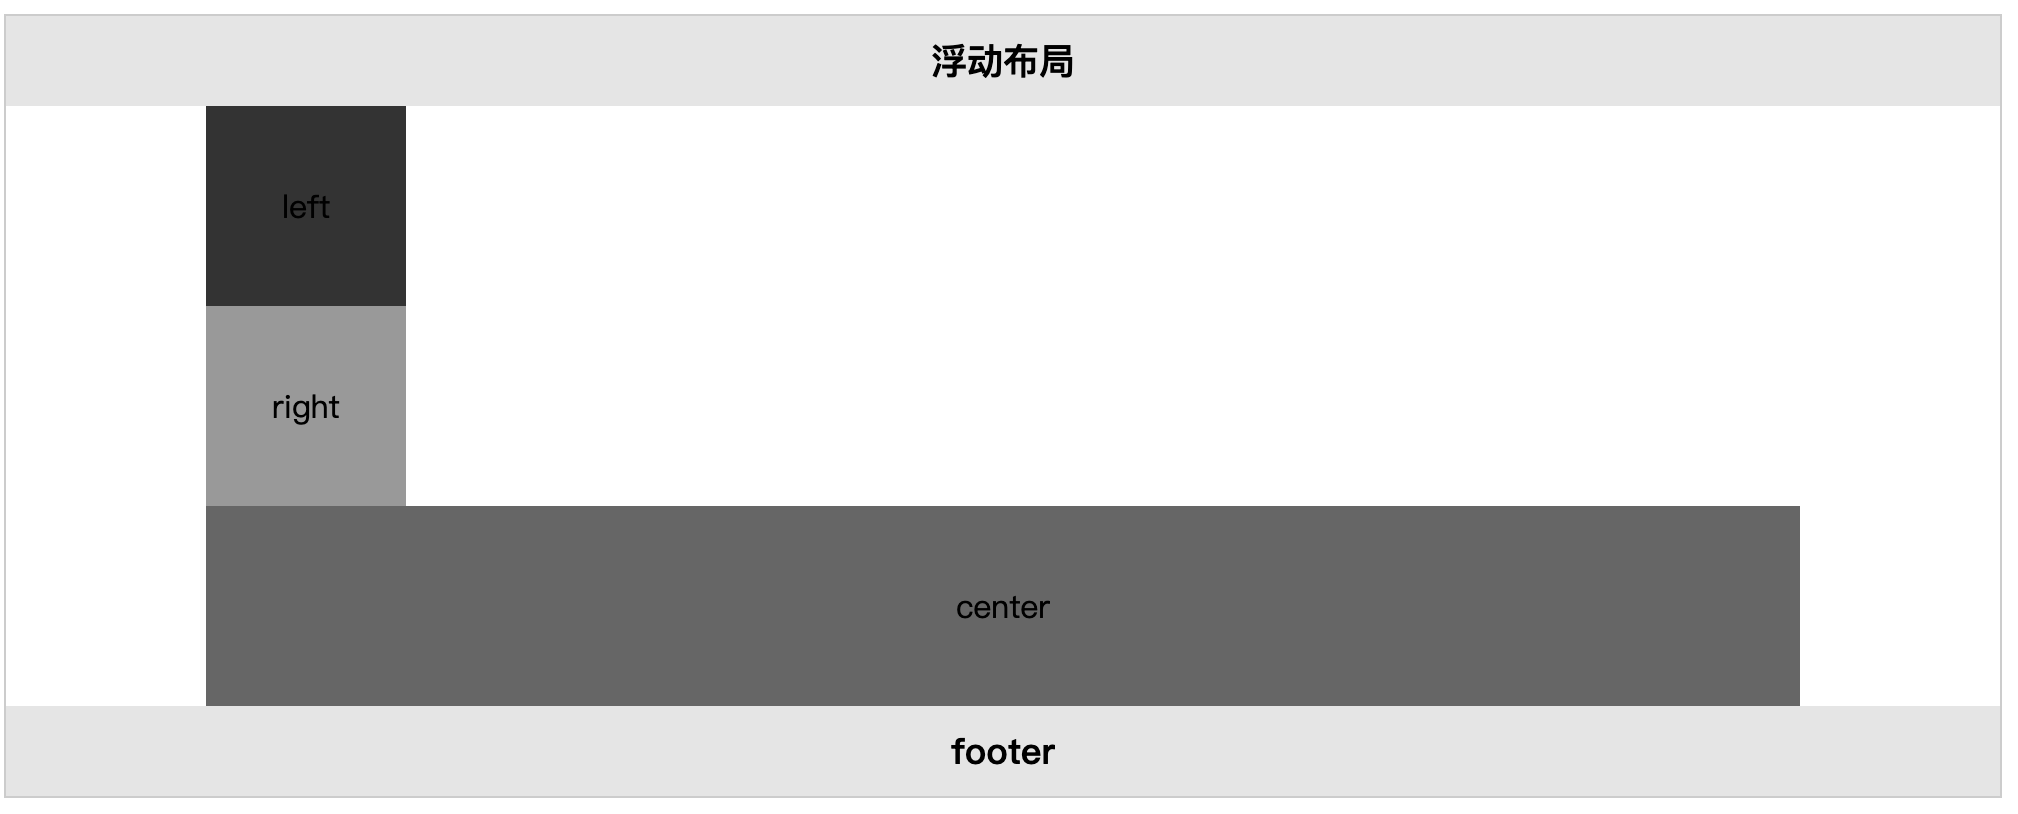 浮动布局
left
right
center
footer